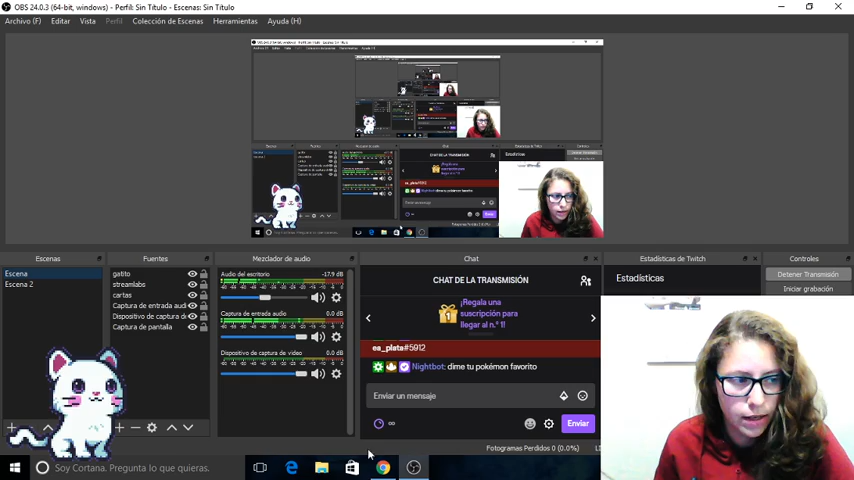 OBS 24.0.3 (64-bit, windows) - Perfil: Sin Título - Escenas: Sin Título
Archivo (F) Editar Vista Perfil Colección de Escenas Herramientas Ayuda (H)
Escenas Fuentes Mezclador de audio Chat Estadísticas de Twitch Controles
Escena
Escena 2
gatito
streamlabs
cartas
Captura de entrada audi
Dispositivo de captura d
Captura de pantalla
Audio del escritorio -17.9 dB
Captura de entrada audio 0.0 dB
Dispositivo de captura de video 0.0 dB
CHAT DE LA TRANSMISIÓN
¡Regala una
suscripción para
llegar al n.º 1!
ea_plata#5912
Nightbot: dime tu pokémon favorito
Enviar un mensaje
Enviar
Estadísticas
Detener Transmisión
Iniciar grabación
Fotogramas Perdidos 0 (0.0%)
Soy Cortana. Pregunta lo que quieras.